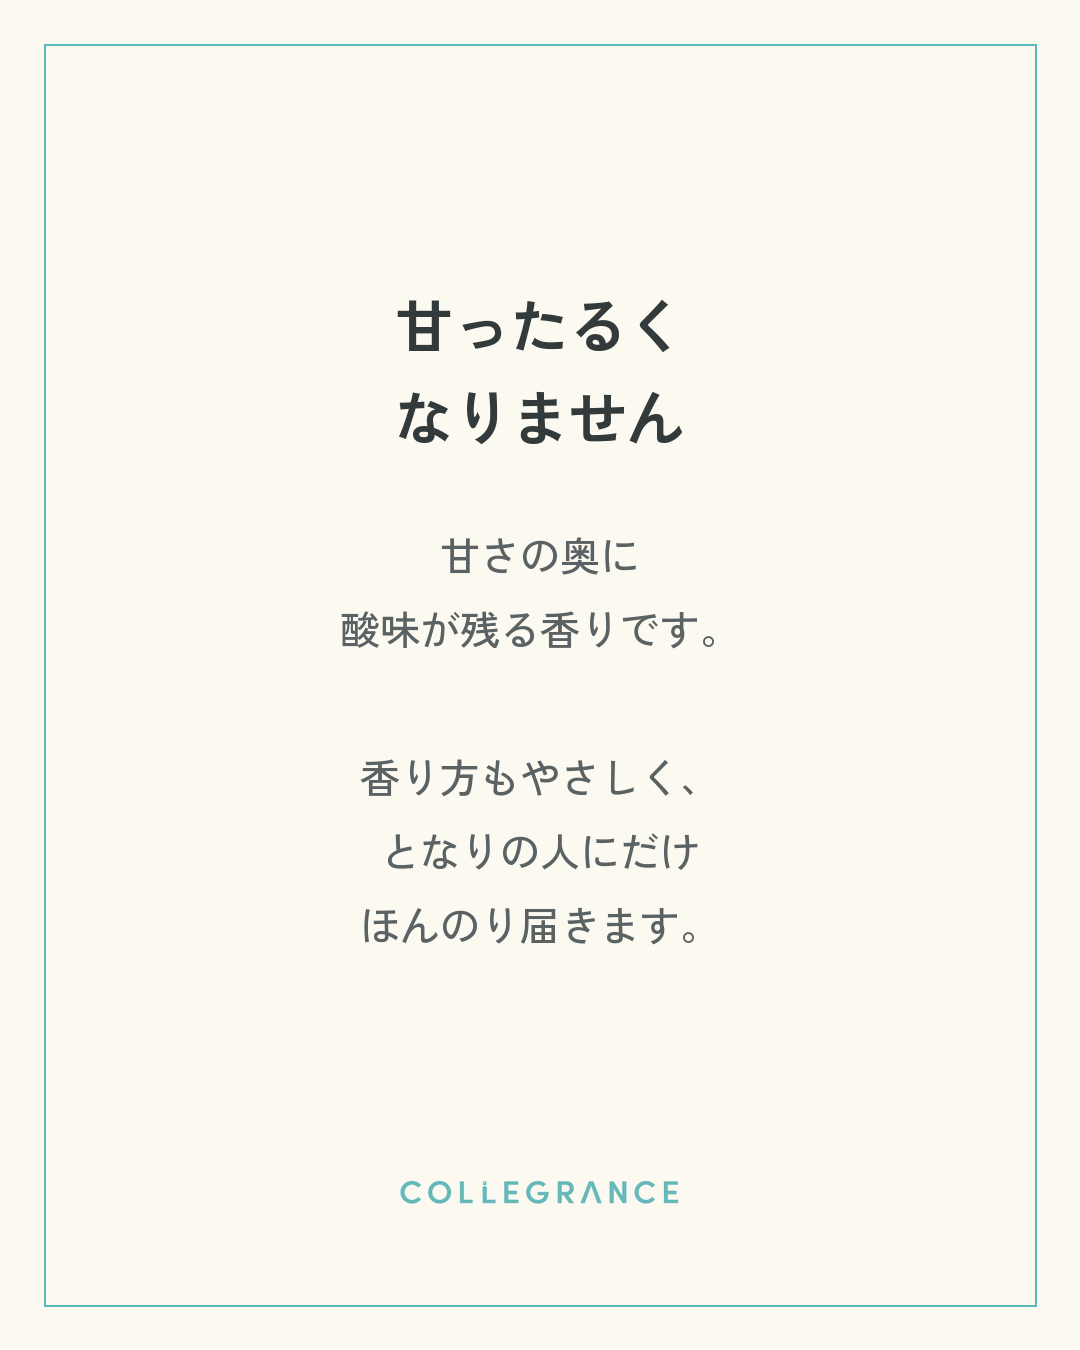 甘ったるく
なりません
甘さの奥に
酸味が残る香りです。
香り方もやさしく、
となりの人にだけ
ほんのり届きます。
COLLEGRANCE